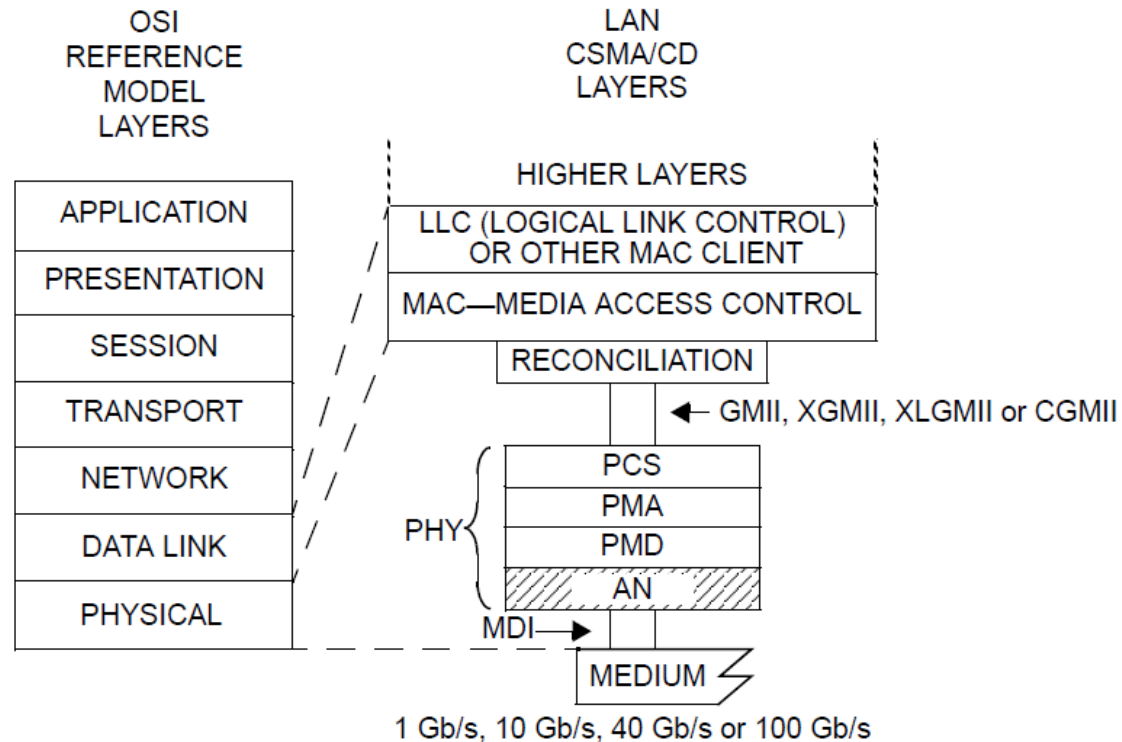 OSI
REFERENCE
MODEL
LAYERS
LAN
CSMA/CD
LAYERS
APPLICATION
PRESENTATION
SESSION
TRANSPORT
NETWORK
DATA LINK
PHYSICAL
HIGHER LAYERS
LLC (LOGICAL LINK CONTROL)
OR OTHER MAC CLIENT
MAC—MEDIA ACCESS CONTROL
RECONCILIATION
GMII, XGMII, XLGMII or CGMII
PHY
PCS
PMA
PMD
AN
MDI
MEDIUM
1 Gb/s, 10 Gb/s, 40 Gb/s or 100 Gb/s